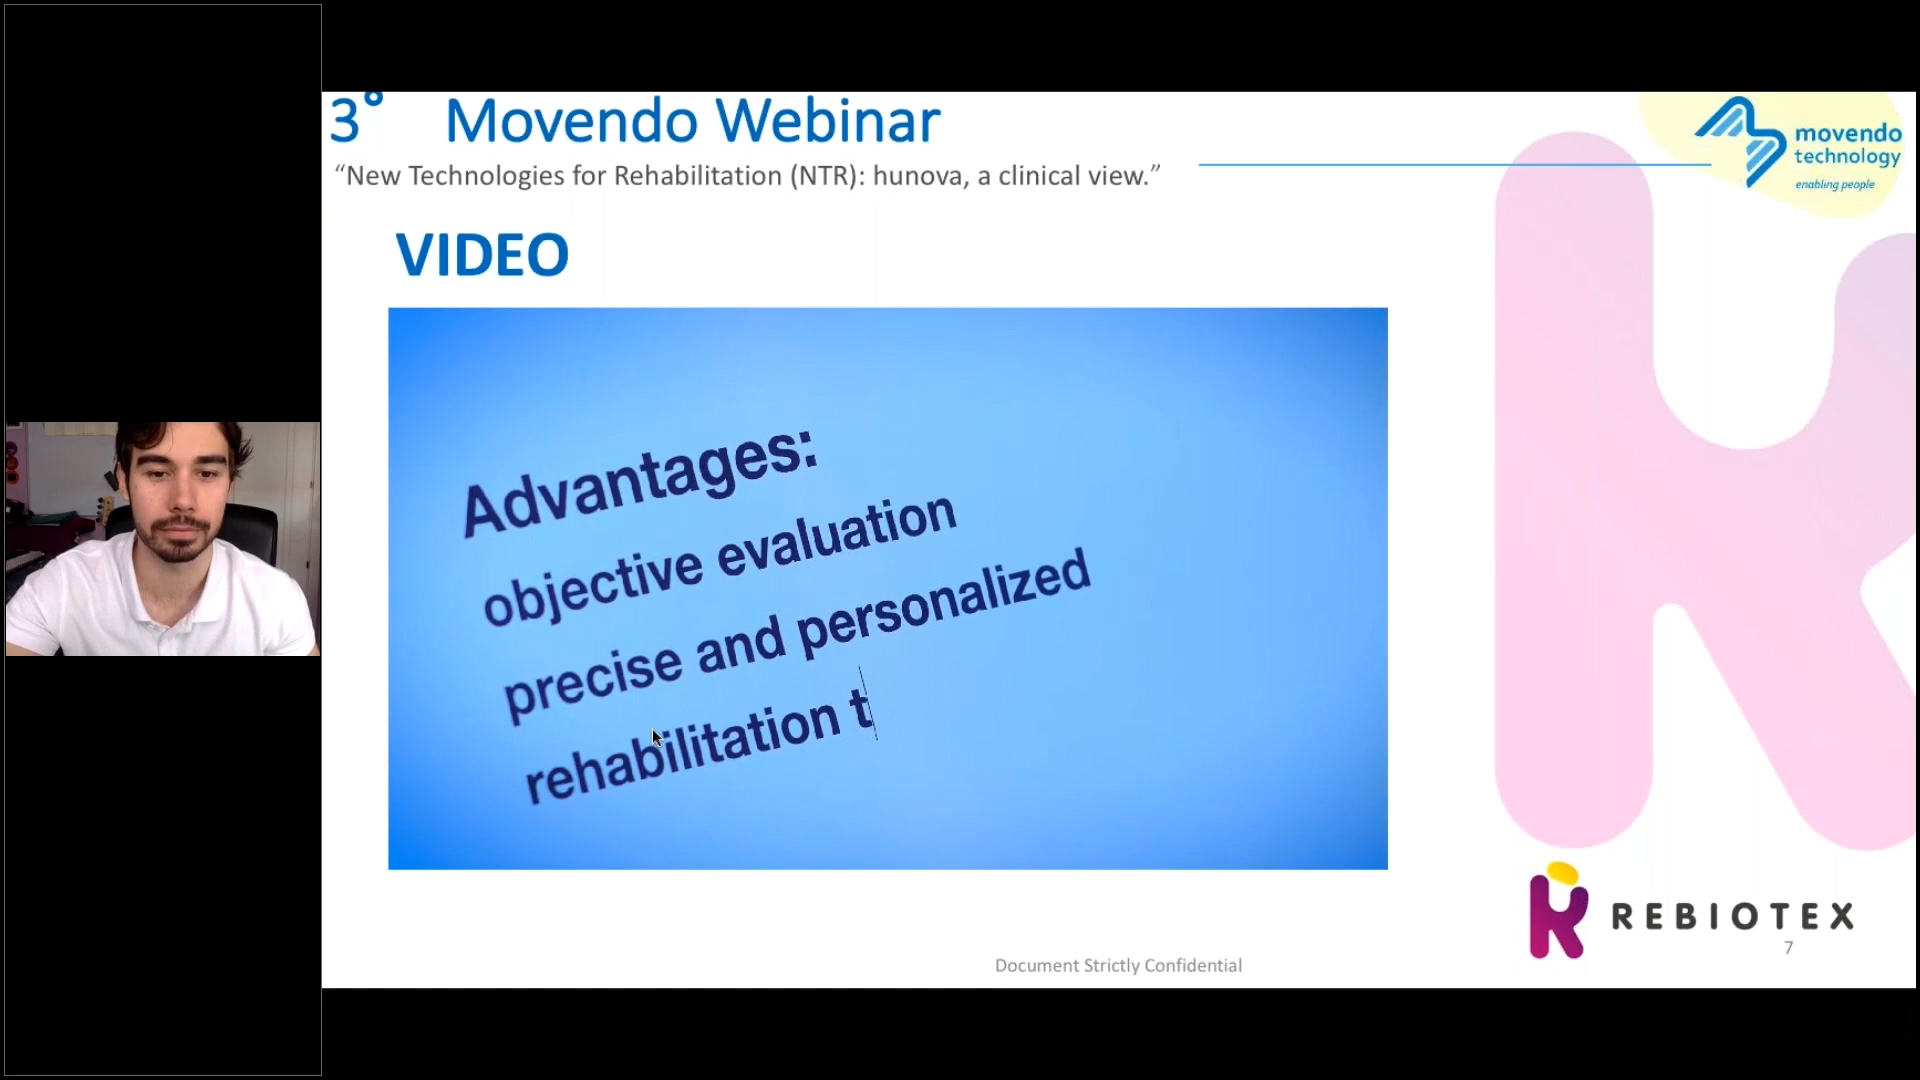 3° Movendo Webinar
“New Technologies for Rehabilitation (NTR): hunova, a clinical view.”
movendo
technology
enabling people
VIDEO
Advantages:
objective evaluation
precise and personalized
rehabilitation t
REBIOTEX
7
Document Strictly Confidential